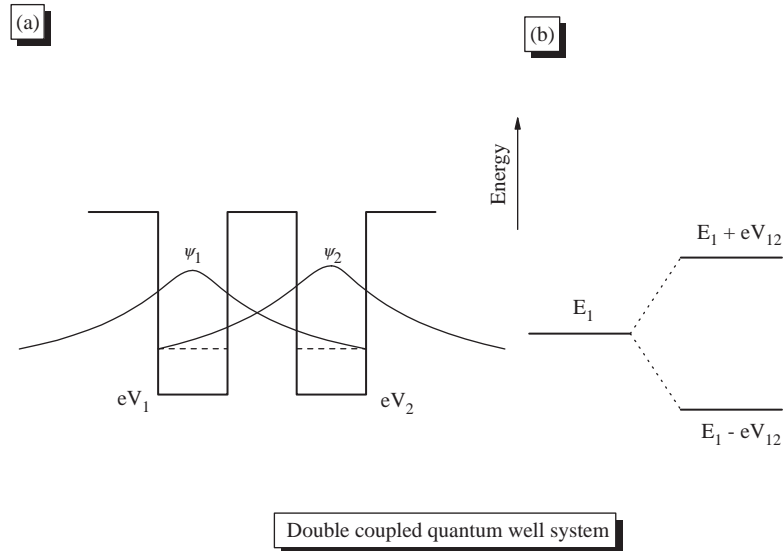 (a)
(b)
Energy
ψ1
ψ2
eV1
eV2
E1
E1 + eV12
E1 - eV12
Double coupled quantum well system